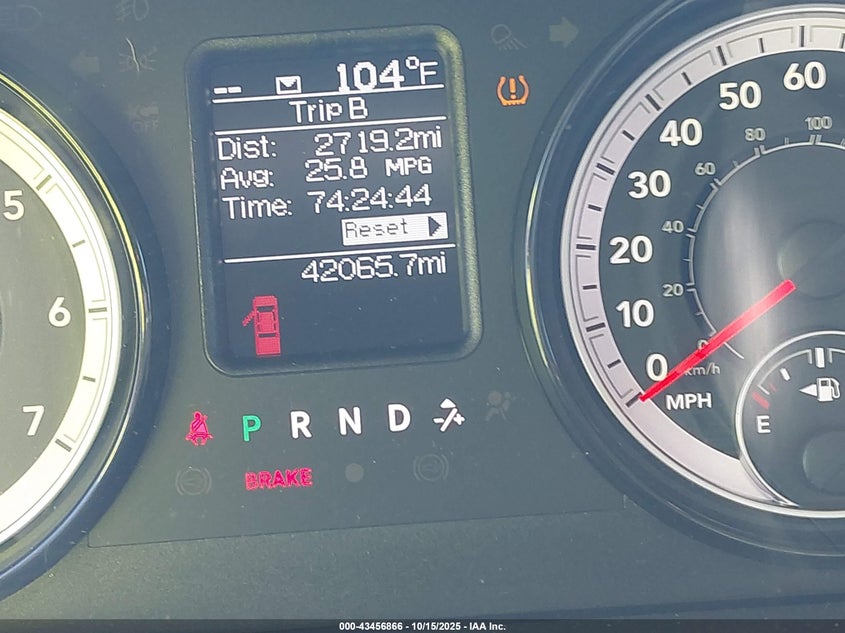 -- 104°F
Trip B
Dist: 2719.2mi
Avg: 25.8 MPG
Time: 74:24:44
Reset
42065.7mi
P R N D
BRAKE
OFF
5
6
7
60
50
40
30
20
10
0
MPH
100
80
60
40
20
0
km/h
E
000-43456866 - 10/15/2025 - IAA Inc.